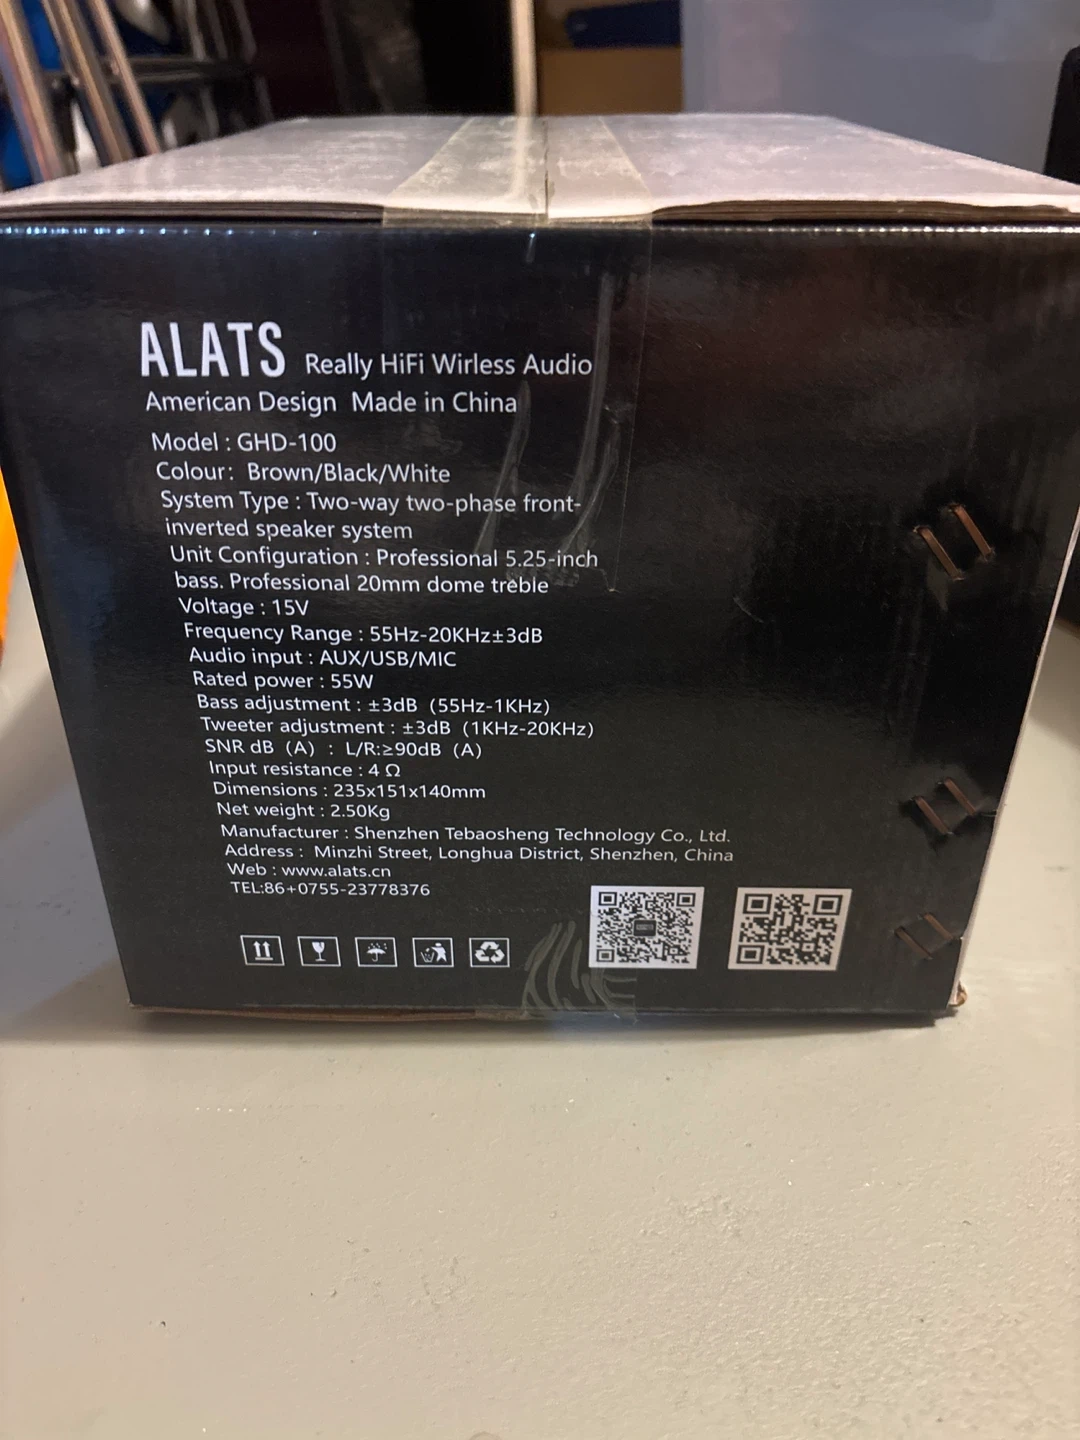 ALATS Really HiFi Wirless Audio
American Design Made in China
Model : GHD-100
Colour: Brown/Black/White
System Type : Two-way two-phase front-
inverted speaker system
Unit Configuration : Professional 5.25-inch
bass. Professional 20mm dome treble
Voltage : 15V
Frequency Range : 55Hz-20KHz±3dB
Audio input : AUX/USB/MIC
Rated power : 55W
Bass adjustment : ±3dB (55Hz-1KHz)
Tweeter adjustment : ±3dB (1KHz-20KHz)
SNR dB (A) : L/R:≥90dB (A)
Input resistance : 4 Ω
Dimensions : 235x151x140mm
Net weight : 2.50Kg
Manufacturer : Shenzhen Tebaosheng Technology Co., Ltd.
Address : Minzhi Street, Longhua District, Shenzhen, China
Web : www.alats.cn
TEL:86+0755-23778376